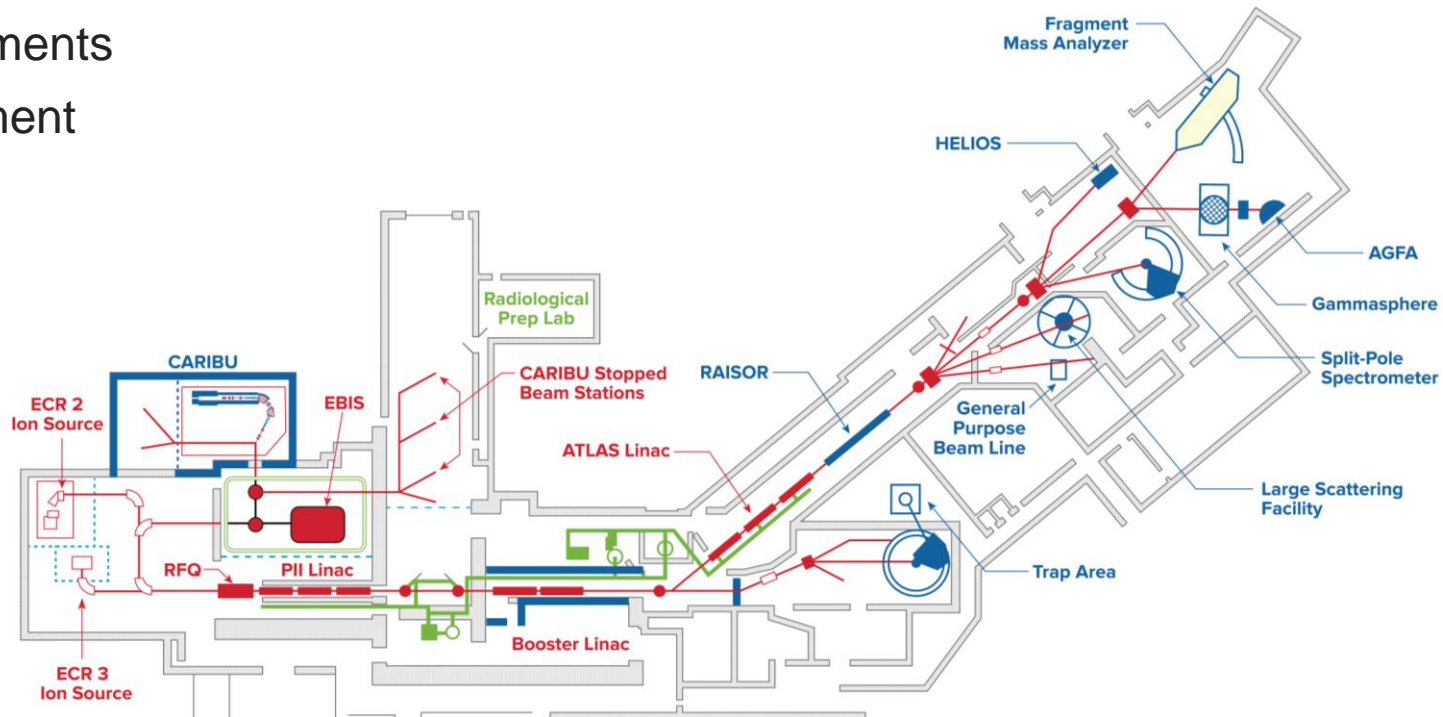 ments
nent
Fragment
Mass Analyzer
HELIOS
AGFA
Gammasphere
Split-Pole
Spectrometer
Radiological
Prep Lab
CARIBU
RAISOR
CARIBU Stopped
Beam Stations
ECR 2
Ion Source
EBIS
General
Purpose
Beam Line
ATLAS Linac
Large Scattering
Facility
RFQ
PII Linac
Trap Area
Booster Linac
ECR 3
Ion Source